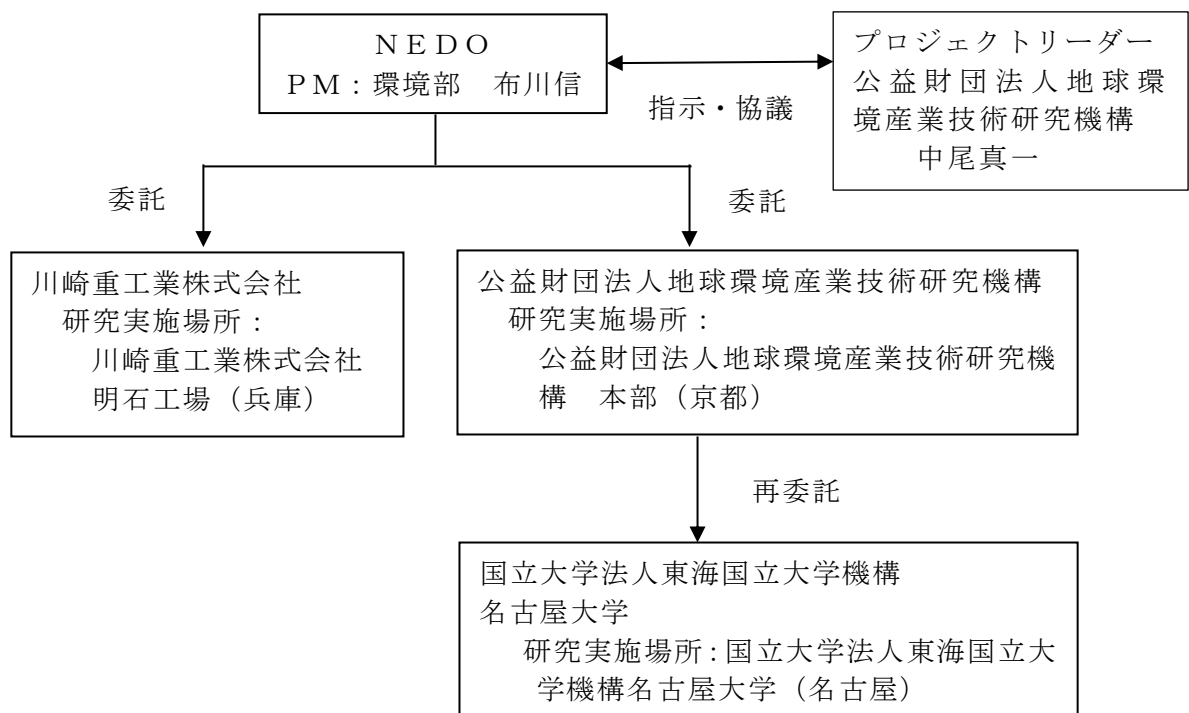 NEDO
PM:環境部 布川信
プロジェクトリーダー
公益財団法人地球環
境産業技術研究機構
中尾真一
指示・協議
委託
委託
川崎重工業株式会社
研究実施場所:
川崎重工業株式会社
明石工場(兵庫)
公益財団法人地球環境産業技術研究機構
研究実施場所:
公益財団法人地球環境産業技術研究機
構 本部(京都)
再委託
国立大学法人東海国立大学機構
名古屋大学
研究実施場所:国立大学法人東海国立大
学機構名古屋大学(名古屋)